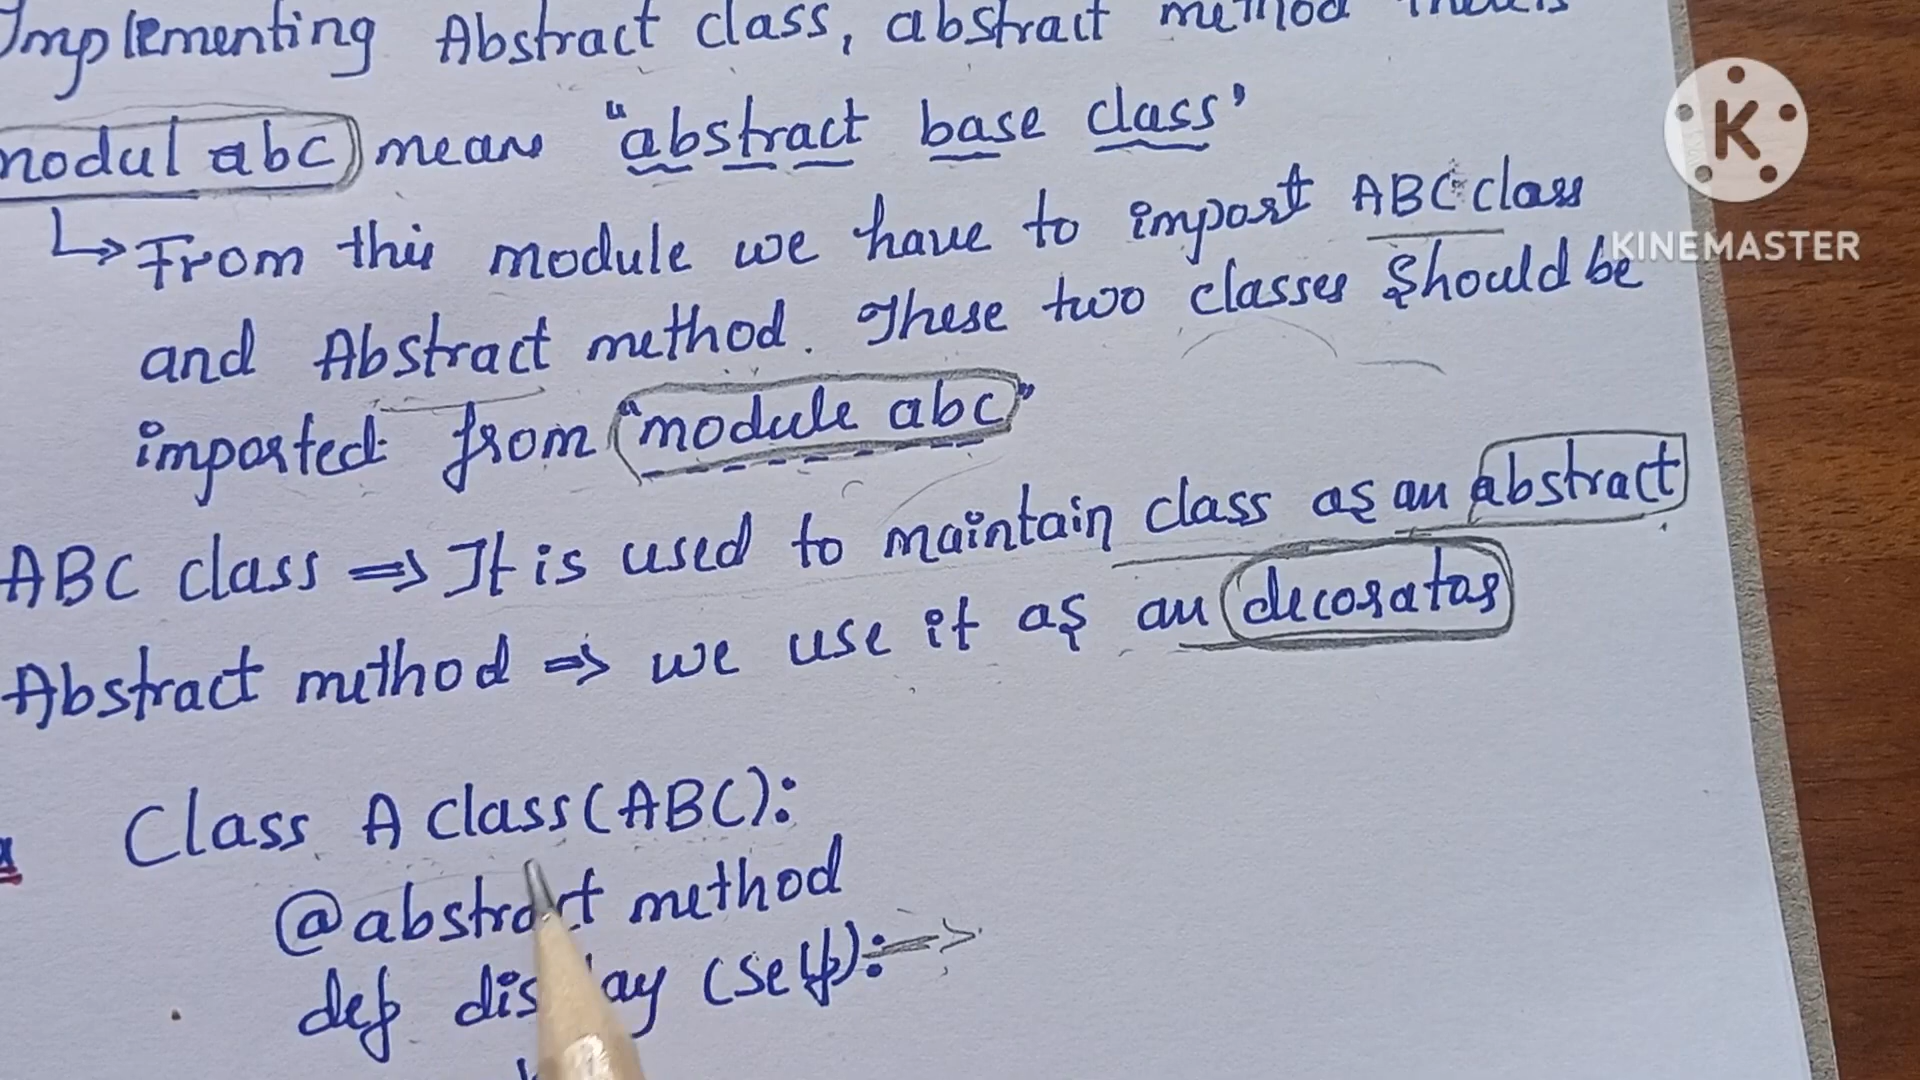 Implementing Abstract class, abstract method
modul abc means "abstract base class'
K
↳ From this module we have to import ABC class
KINEMASTER
and Abstract method. These two classes should be
imported from "module abc"
ABC class ⇒ It is used to maintain class as an abstract
Abstract method ⇒ we use it as an decorator
Class A class(ABC):
@abstract method
def display (self): ⇒